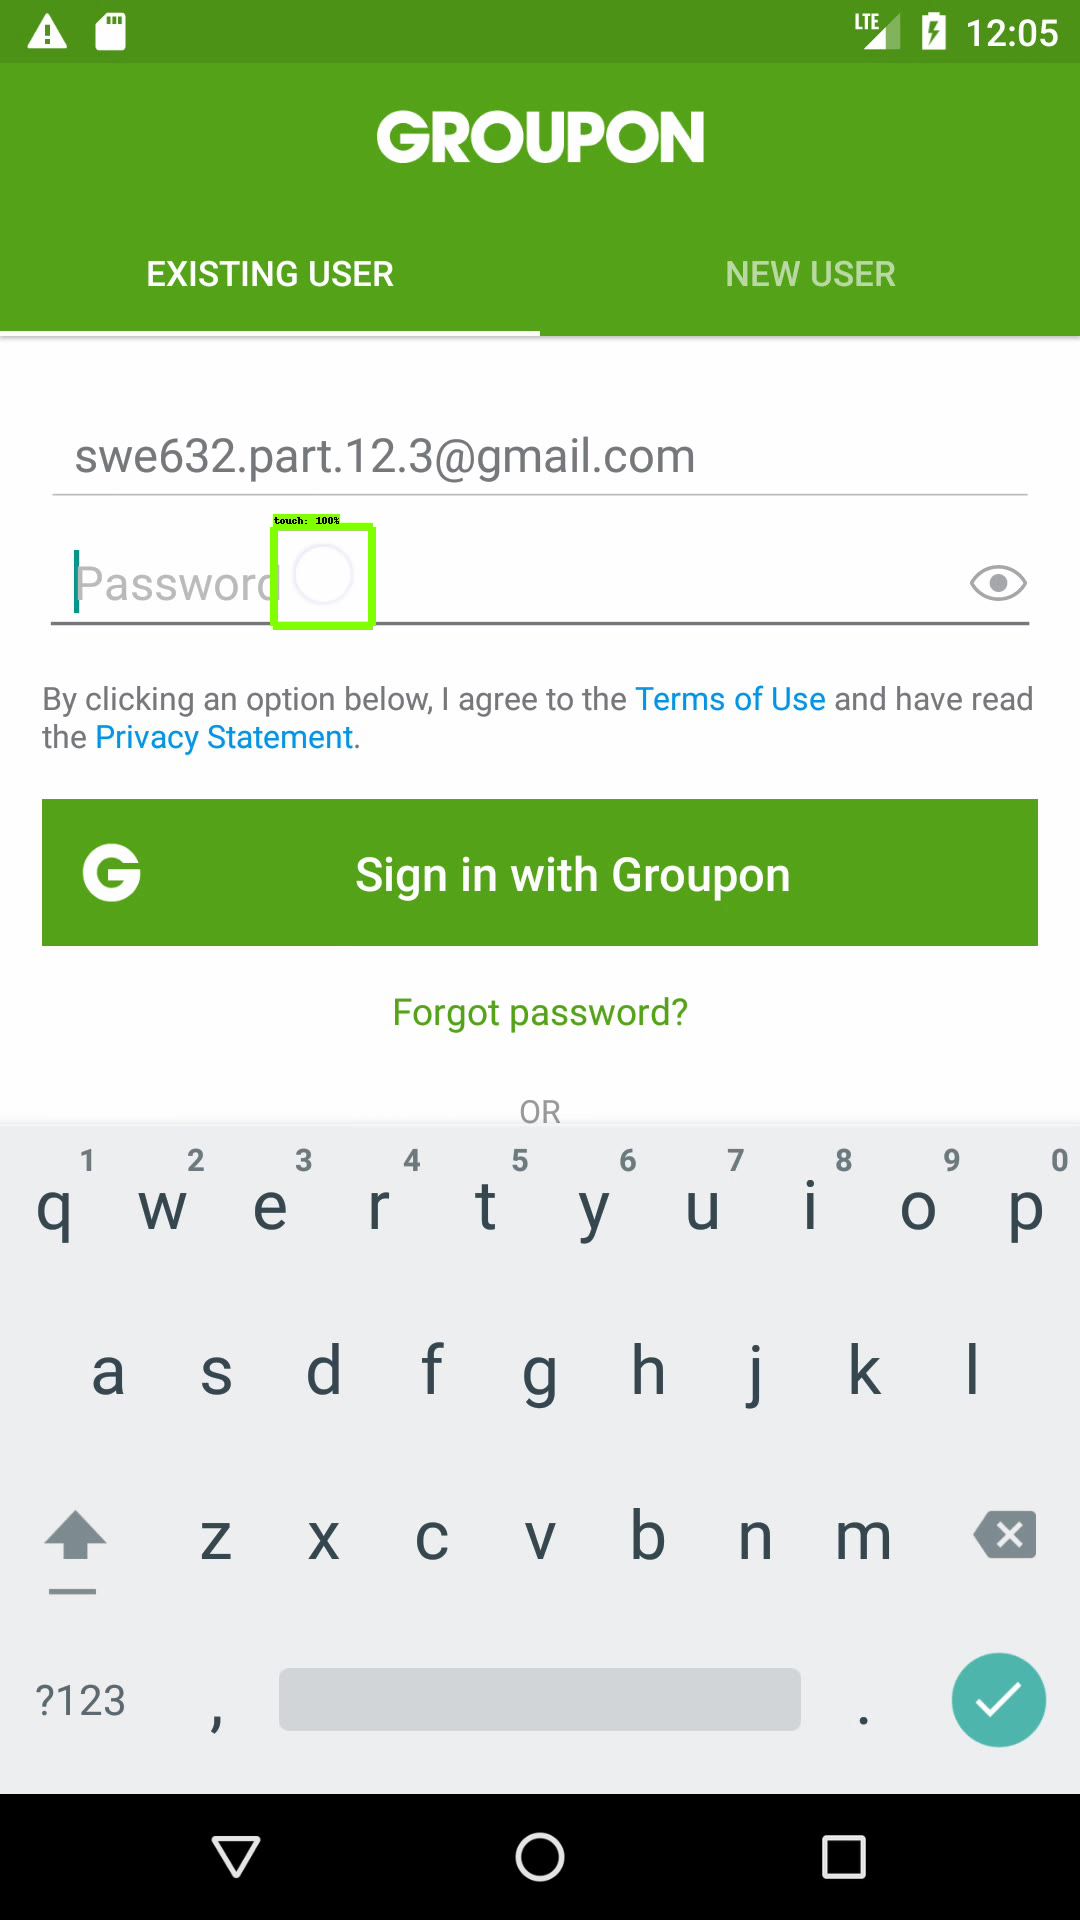 LTE 12:05
GROUPON
EXISTING USER NEW USER
swe632.part.12.3@gmail.com
touch: 100%
Password
By clicking an option below, I agree to the Terms of Use and have read
the Privacy Statement.
G Sign in with Groupon
Forgot password?
OR
1 2 3 4 5 6 7 8 9 0
q w e r t y u i o p
a s d f g h j k l
z x c v b n m
?123 , .